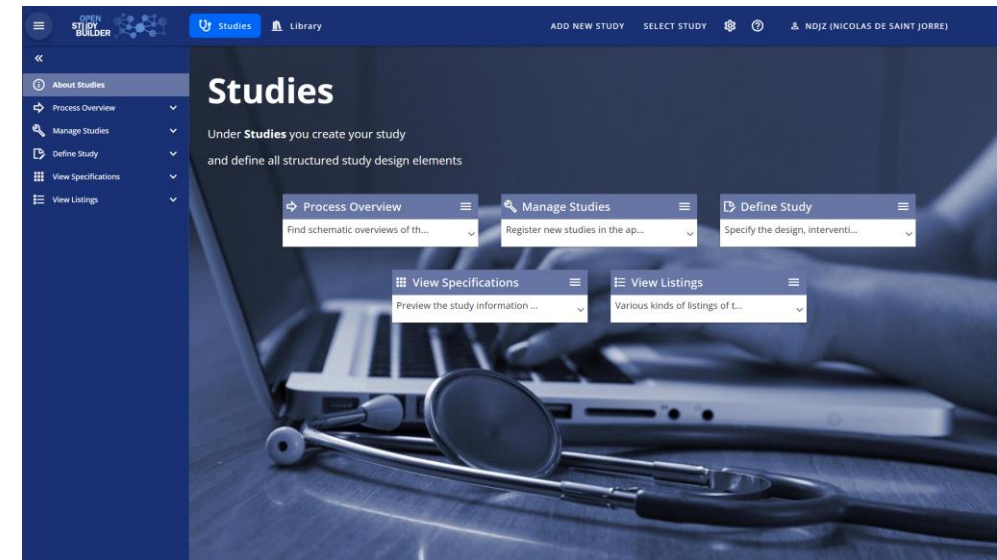 OPEN
STUDY
BUILDER
Studies
Library
ADD NEW STUDY
SELECT STUDY
NDJZ (NICOLAS DE SAINT JORRE)
About Studies
Process Overview
Manage Studies
Define Study
View Specifications
View Listings
Studies
Under Studies you create your study
and define all structured study design elements
Process Overview
Find schematic overviews of th...
Manage Studies
Register new studies in the ap...
Define Study
Specify the design, interventi...
View Specifications
Preview the study information ...
View Listings
Various kinds of listings of t...